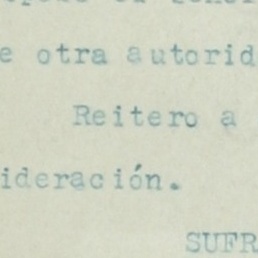 e otra autorid
Reitero a
ideración.
SUFR